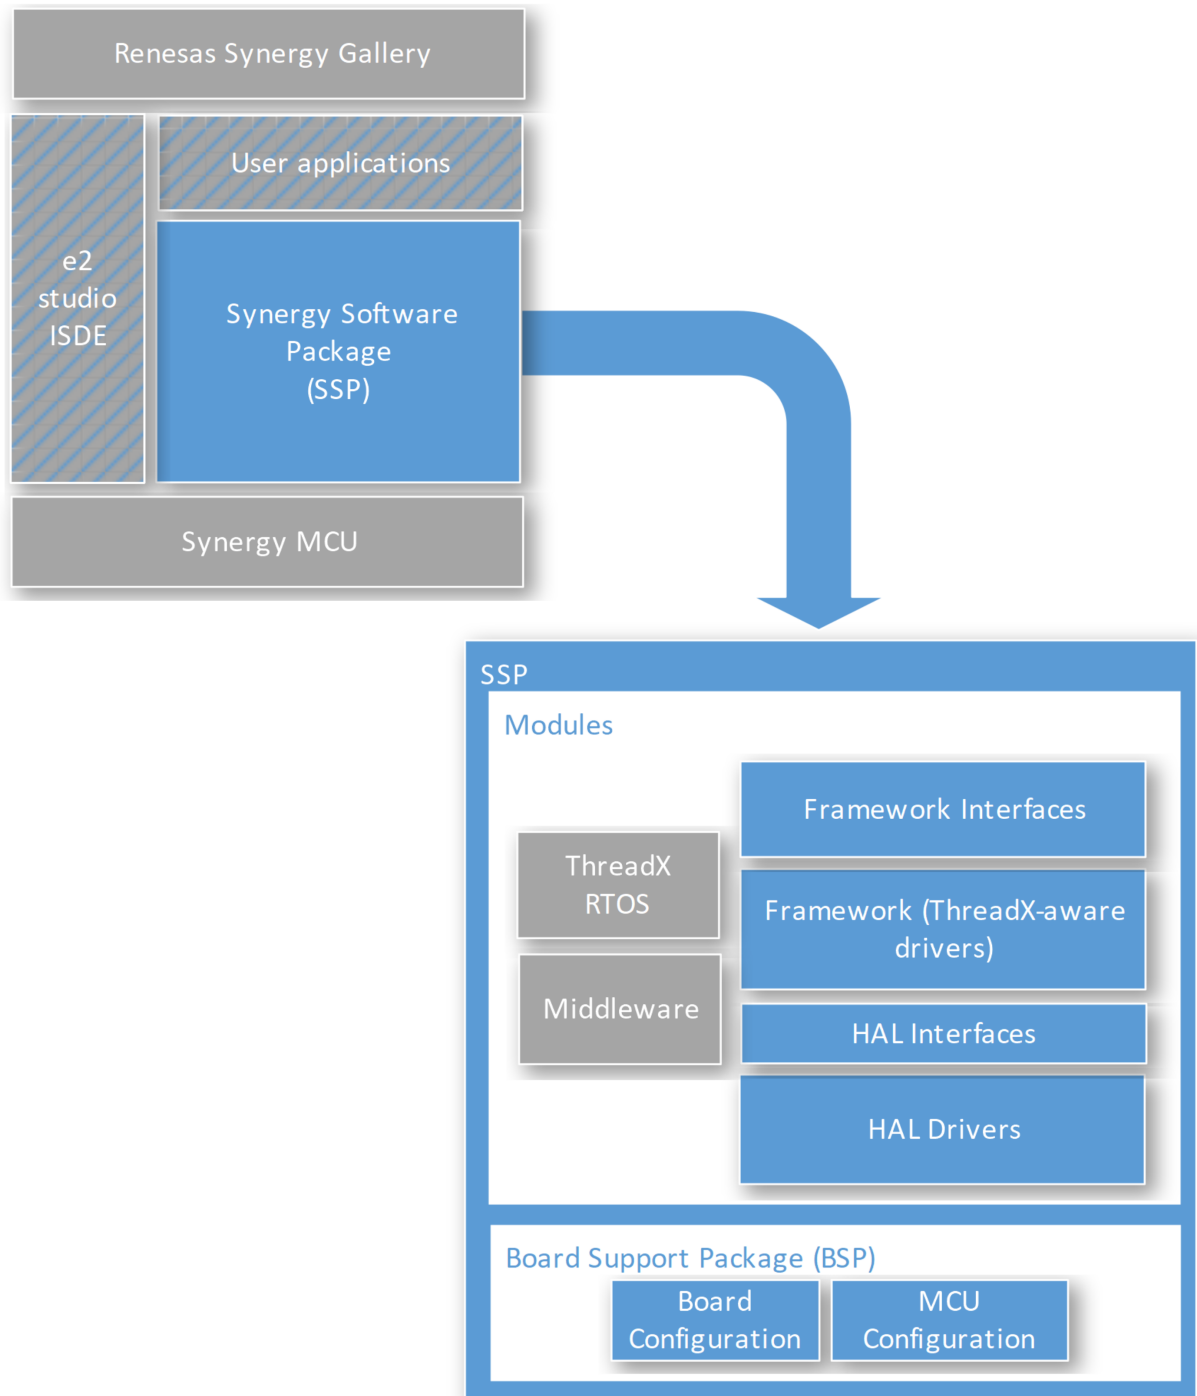 Renesas Synergy Gallery
User applications
e2
studio
ISDE
Synergy Software
Package
(SSP)
Synergy MCU
SSP
Modules
Framework Interfaces
ThreadX
RTOS
Framework (ThreadX-aware
drivers)
Middleware
HAL Interfaces
HAL Drivers
Board Support Package (BSP)
Board
Configuration
MCU
Configuration